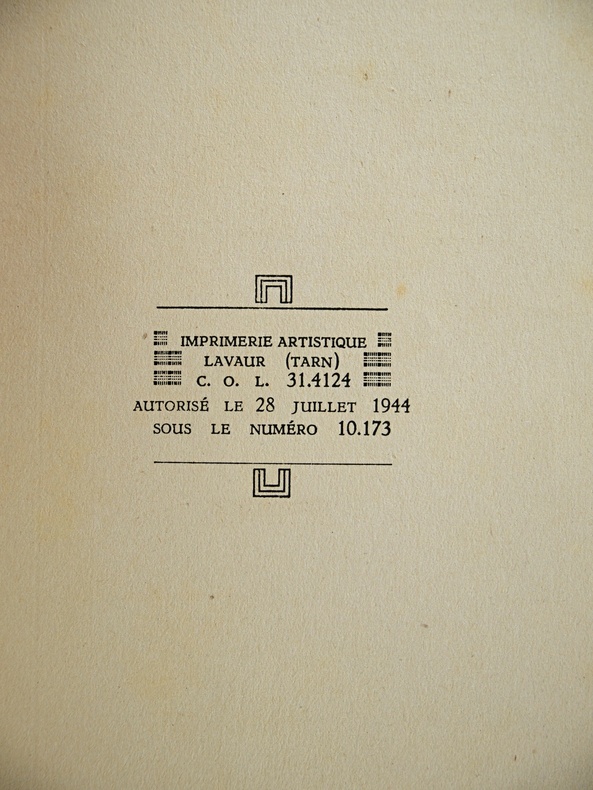 IMPRIMERIE ARTISTIQUE
LAVAUR (TARN)
C. O. L. 31.4124
AUTORISÉ LE 28 JUILLET 1944
SOUS LE NUMÉRO 10.173